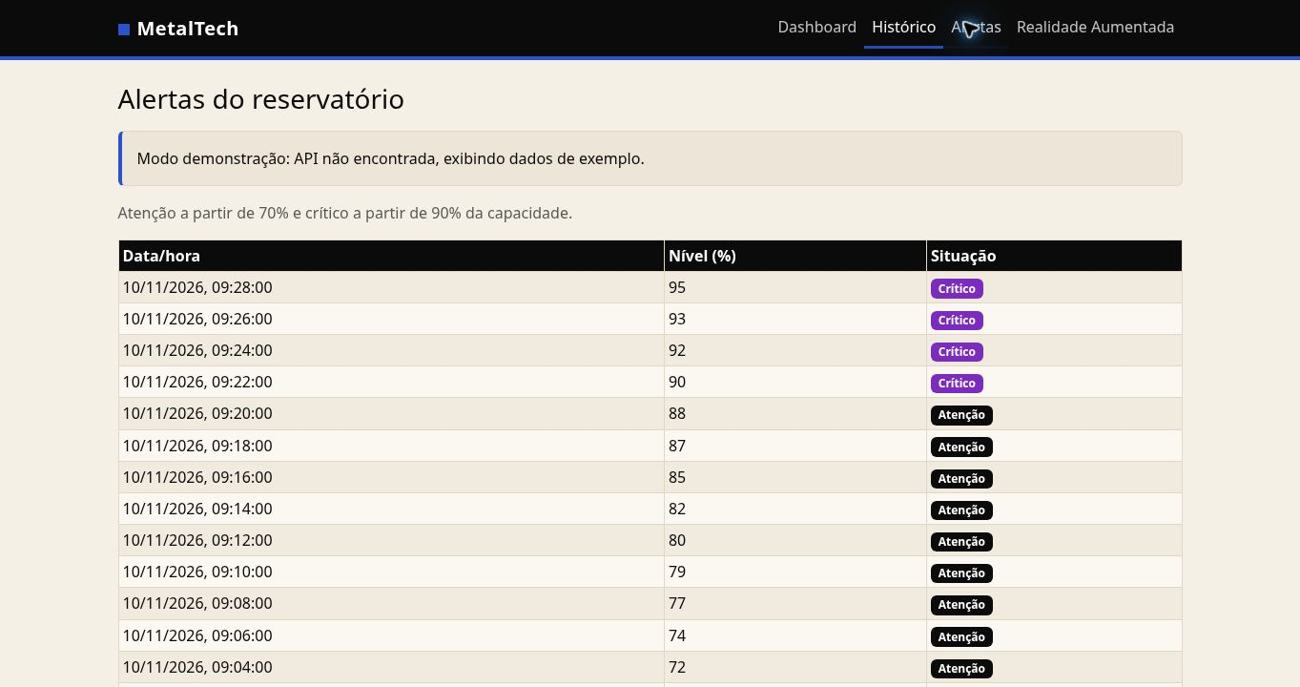 MetalTech
Dashboard Histórico Realidade Aumentada
Alertas do reservatório
Modo demonstração: API não encontrada, exibindo dados de exemplo.
Atenção a partir de 70% e crítico a partir de 90% da capacidade.
Data/hora Nível (%) Situação
10/11/2026, 09:28:00 95 Crítico
10/11/2026, 09:26:00 93 Crítico
10/11/2026, 09:24:00 92 Crítico
10/11/2026, 09:22:00 90 Crítico
10/11/2026, 09:20:00 88 Atenção
10/11/2026, 09:18:00 87 Atenção
10/11/2026, 09:16:00 85 Atenção
10/11/2026, 09:14:00 82 Atenção
10/11/2026, 09:12:00 80 Atenção
10/11/2026, 09:10:00 79 Atenção
10/11/2026, 09:08:00 77 Atenção
10/11/2026, 09:06:00 74 Atenção
10/11/2026, 09:04:00 72 Atenção